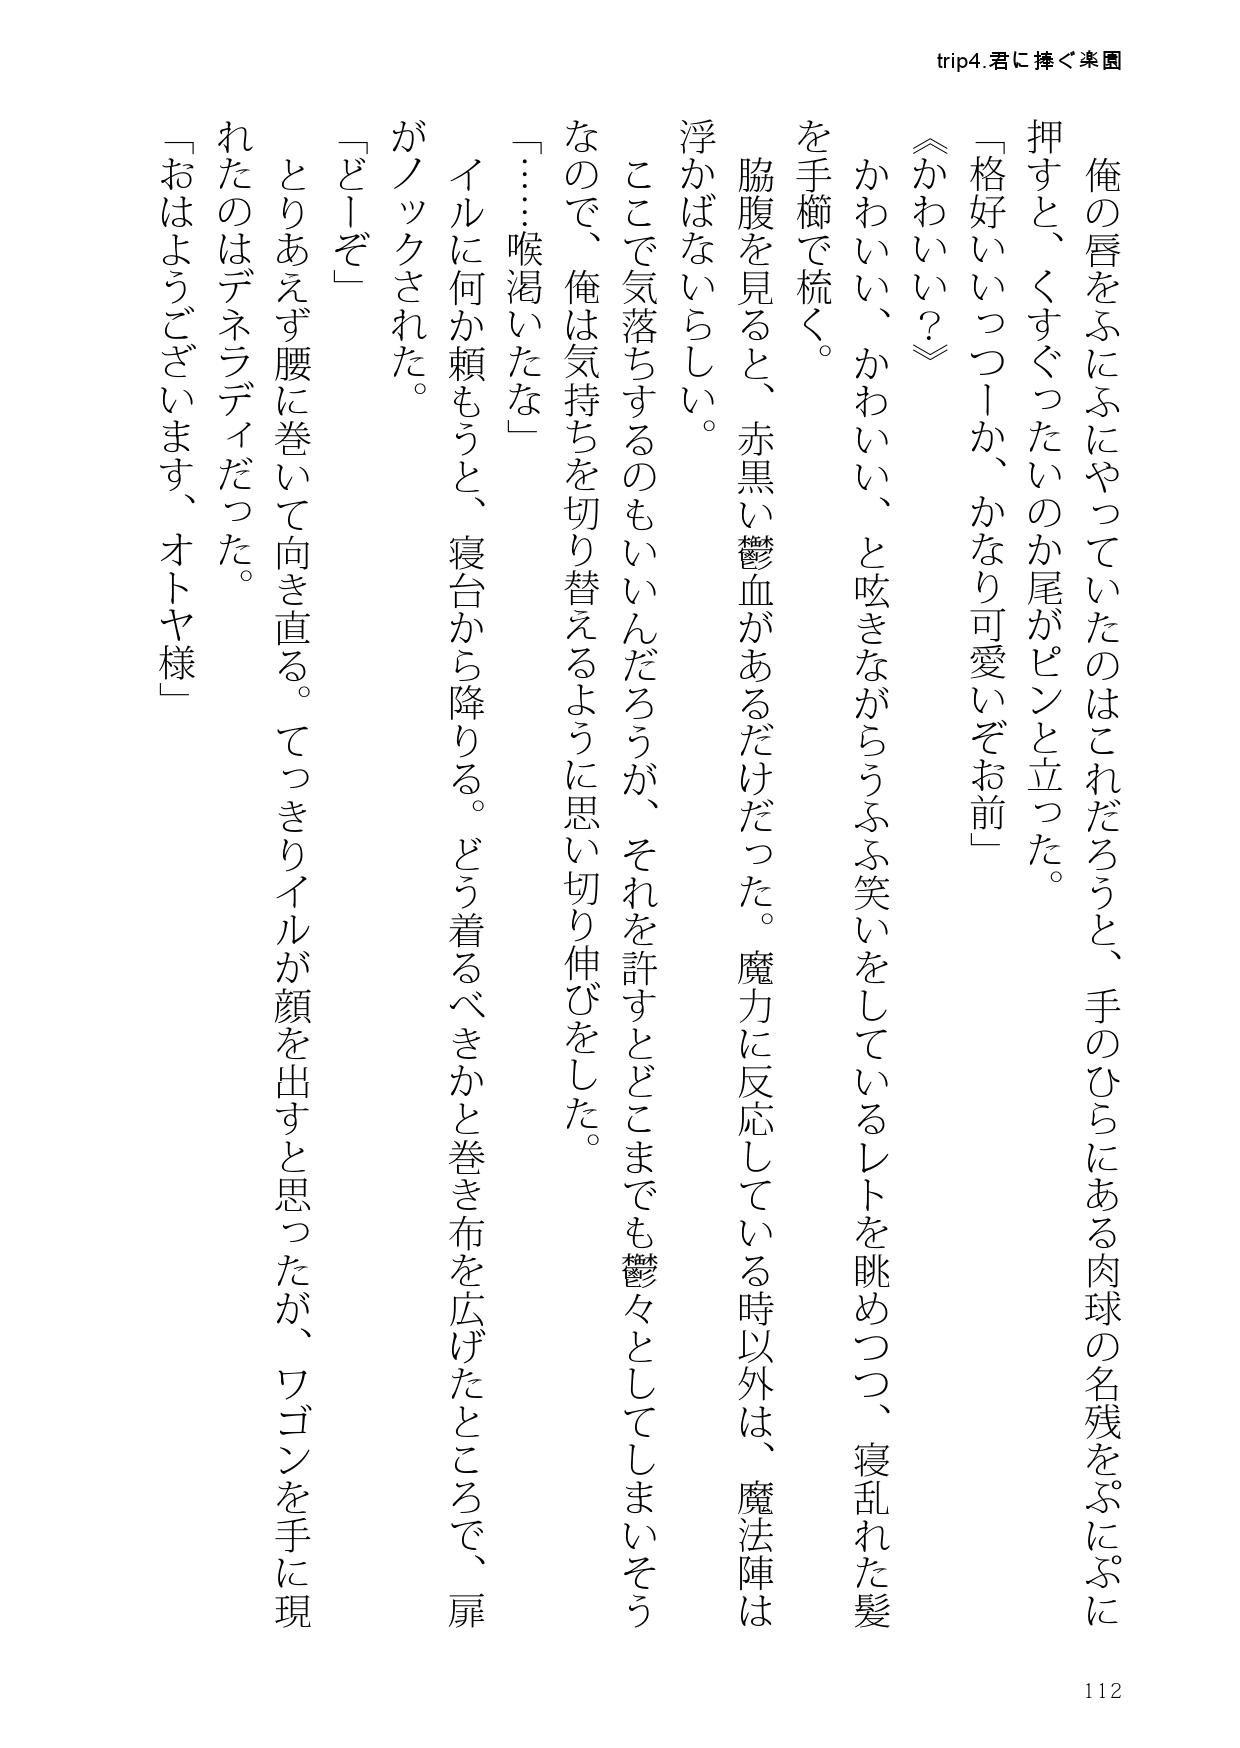 trip4.君に捧ぐ楽園
　俺の唇をふにふにやっていたのはこれだろうと、手のひらにある肉球の名残をぷにぷに
押すと、くすぐったいのか尾がピンと立った。
「格好いいっつーか、かなり可愛いぞお前」
《かわいい？》
　かわいい、かわいい、と呟きながらうふふ笑いをしているレトを眺めつつ、寝乱れた髪
を手櫛で梳く。
　脇腹を見ると、赤黒い鬱血があるだけだった。魔力に反応している時以外は、魔法陣は
浮かばないらしい。
　ここで気落ちするのもいいんだろうが、それを許すとどこまでも鬱々としてしまいそう
なので、俺は気持ちを切り替えるように思い切り伸びをした。
「……喉渇いたな」
　イルに何か頼もうと、寝台から降りる。どう着るべきかと巻き布を広げたところで、扉
がノックされた。
「どーぞ」
　とりあえず腰に巻いて向き直る。てっきりイルが顔を出すと思ったが、ワゴンを手に現
れたのはデネラディだった。
「おはようございます、オトヤ様」
112